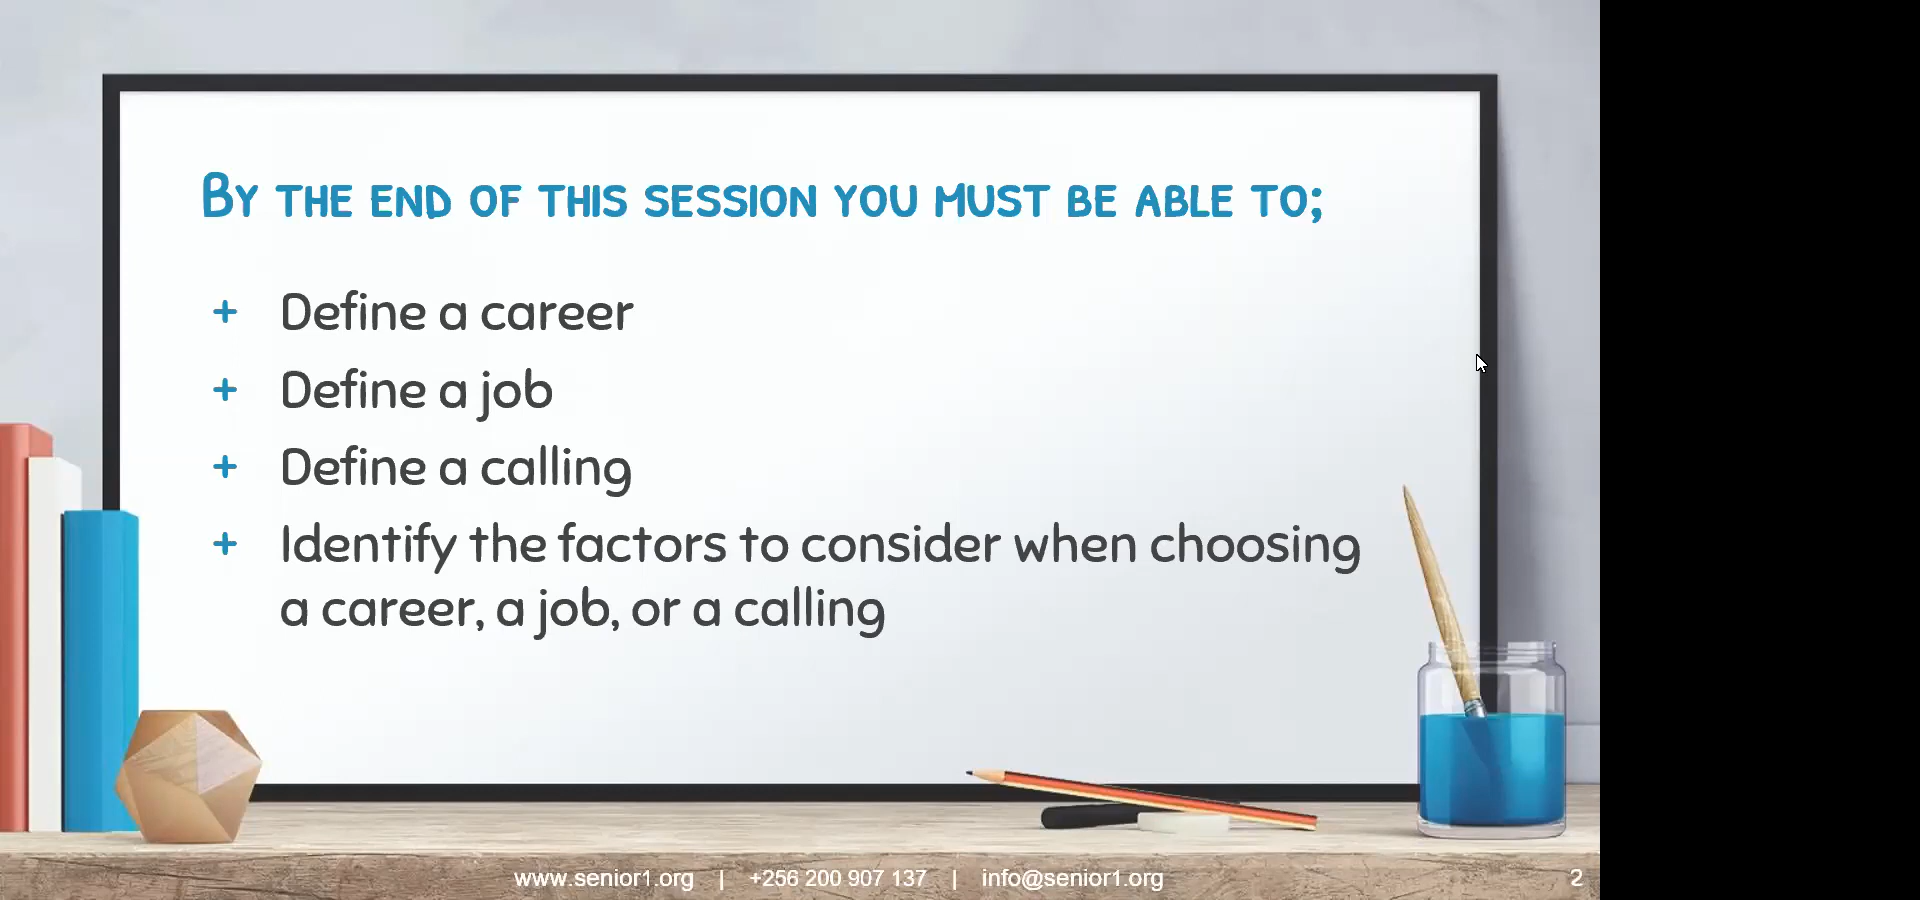 By the end of this session you must be able to;
+ Define a career
+ Define a job
+ Define a calling
+ Identify the factors to consider when choosing
a career, a job, or a calling
www.senior1.org | +256 200 907 137 | info@senior1.org
2